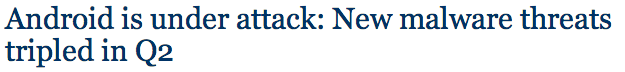 Android is under attack: New malware threats
tripled in Q2